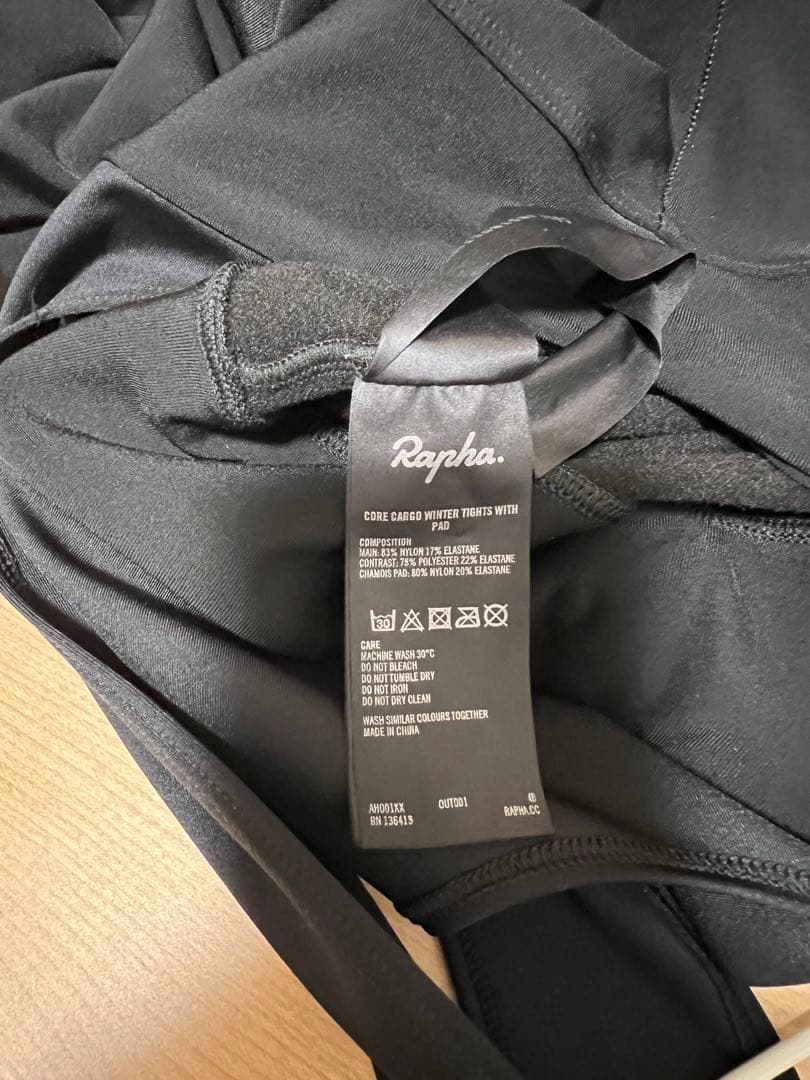 Rapha.
CORE CARGO WINTER TIGHTS WITH
PAD
COMPOSITION
MAIN: 83% NYLON 17% ELASTANE
CONTRAST: 78% POLYESTER 22% ELASTANE
CHAMOIS PAD: 80% NYLON 20% ELASTANE
30
CARE
MACHINE WASH 30°C
DO NOT BLEACH
DO NOT TUMBLE DRY
DO NOT IRON
DO NOT DRY CLEAN
WASH SIMILAR COLOURS TOGETHER
MADE IN CHINA
AHO01XX OUT001
RN 136419 RAPHA.CC